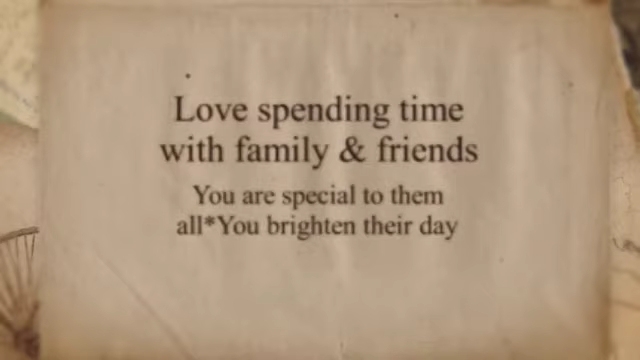 Love spending time
with family & friends
You are special to them
all*You brighten their day